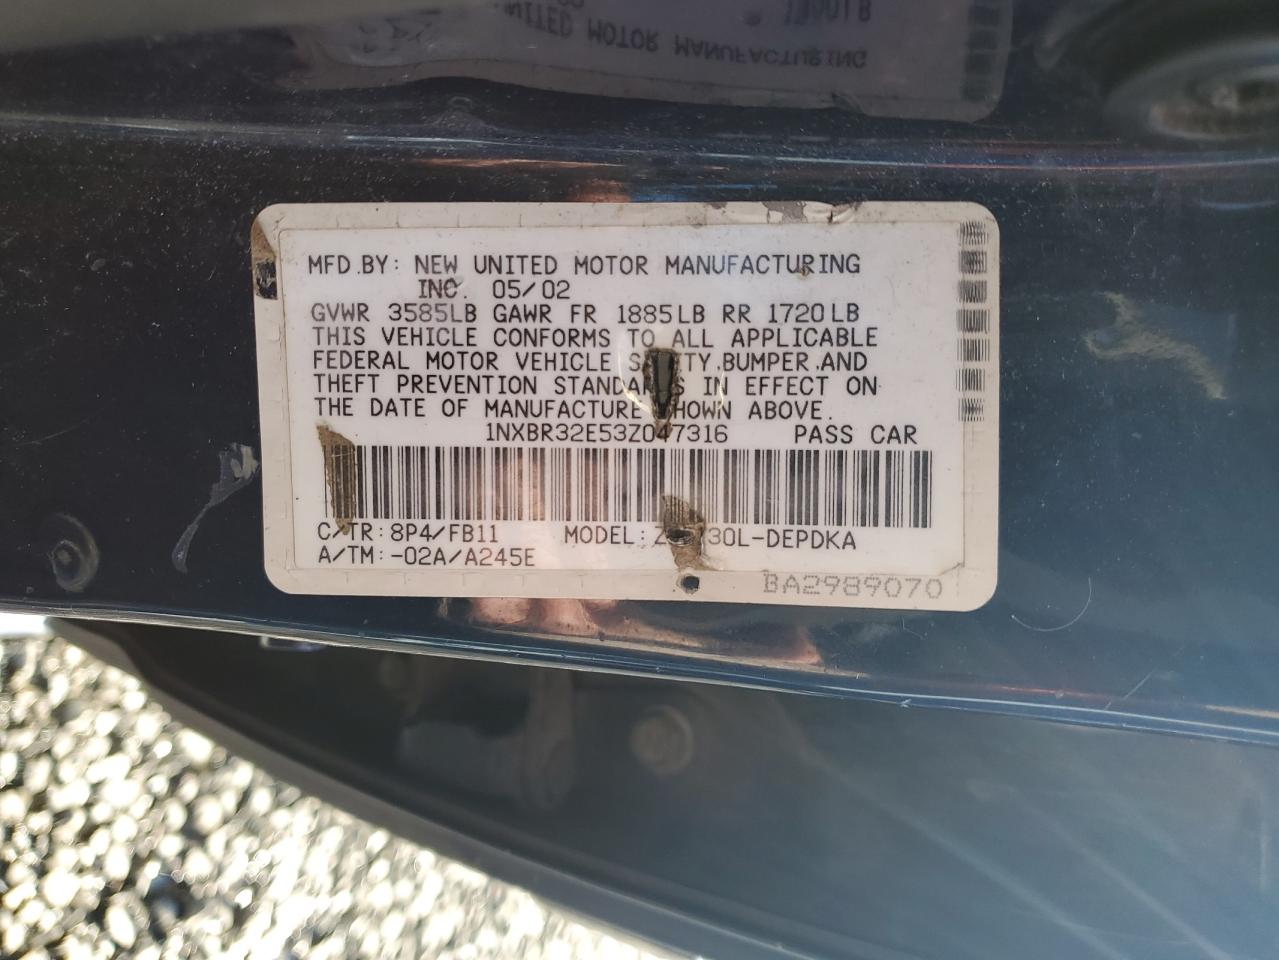 MFD.BY: NEW UNITED MOTOR MANUFACTURING
INC. 05/02
GVWR 3585LB GAWR FR 1885LB RR 1720LB
THIS VEHICLE CONFORMS TO ALL APPLICABLE
FEDERAL MOTOR VEHICLE BUMPER AND
THEFT PREVENTION IN EFFECT ON
THE DATE OF MANUFACTURE ABOVE.
1NXBR32E53Z047316 PASS CAR
C/TR: 8P4/FB11 MODEL:
A/TM: -02A/A245E
BA2989070